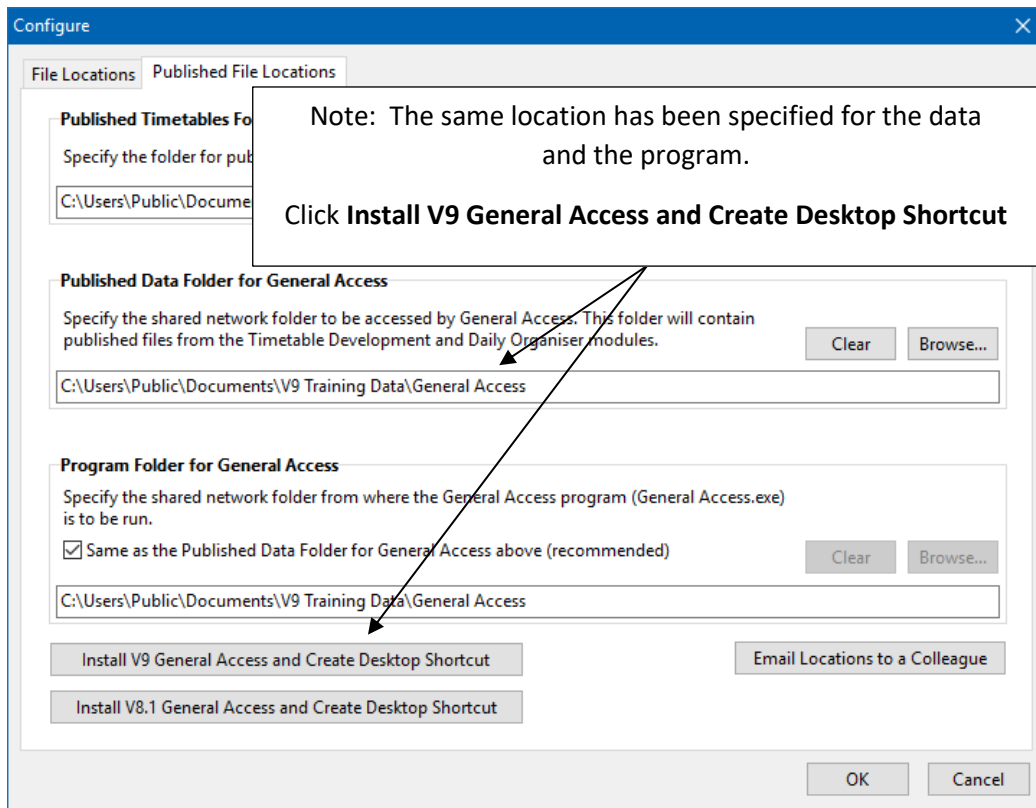 Configure
File Locations
Published File Locations
Published Timetables Fo
Note: The same location has been specified for the data
and the program.
Specify the folder for pub
C:\Users\Public\Docume
Click Install V9 General Access and Create Desktop Shortcut
Published Data Folder for General Access
Specify the shared network folder to be accessed by General Access. This folder will contain
published files from the Timetable Development and Daily Organiser modules.
Clear
Browse...
C:\Users\Public\Documents\V9 Training Data\General Access
Program Folder for General Access
Specify the shared network folder from where the General Access program (General Access.exe)
is to be run.
Same as the Published Data Folder for General Access above (recommended)
Clear
Browse...
C:\Users\Public\Documents\V9 Training Data\General Access
Install V9 General Access and Create Desktop Shortcut
Email Locations to a Colleague
Install V8.1 General Access and Create Desktop Shortcut
OK
Cancel